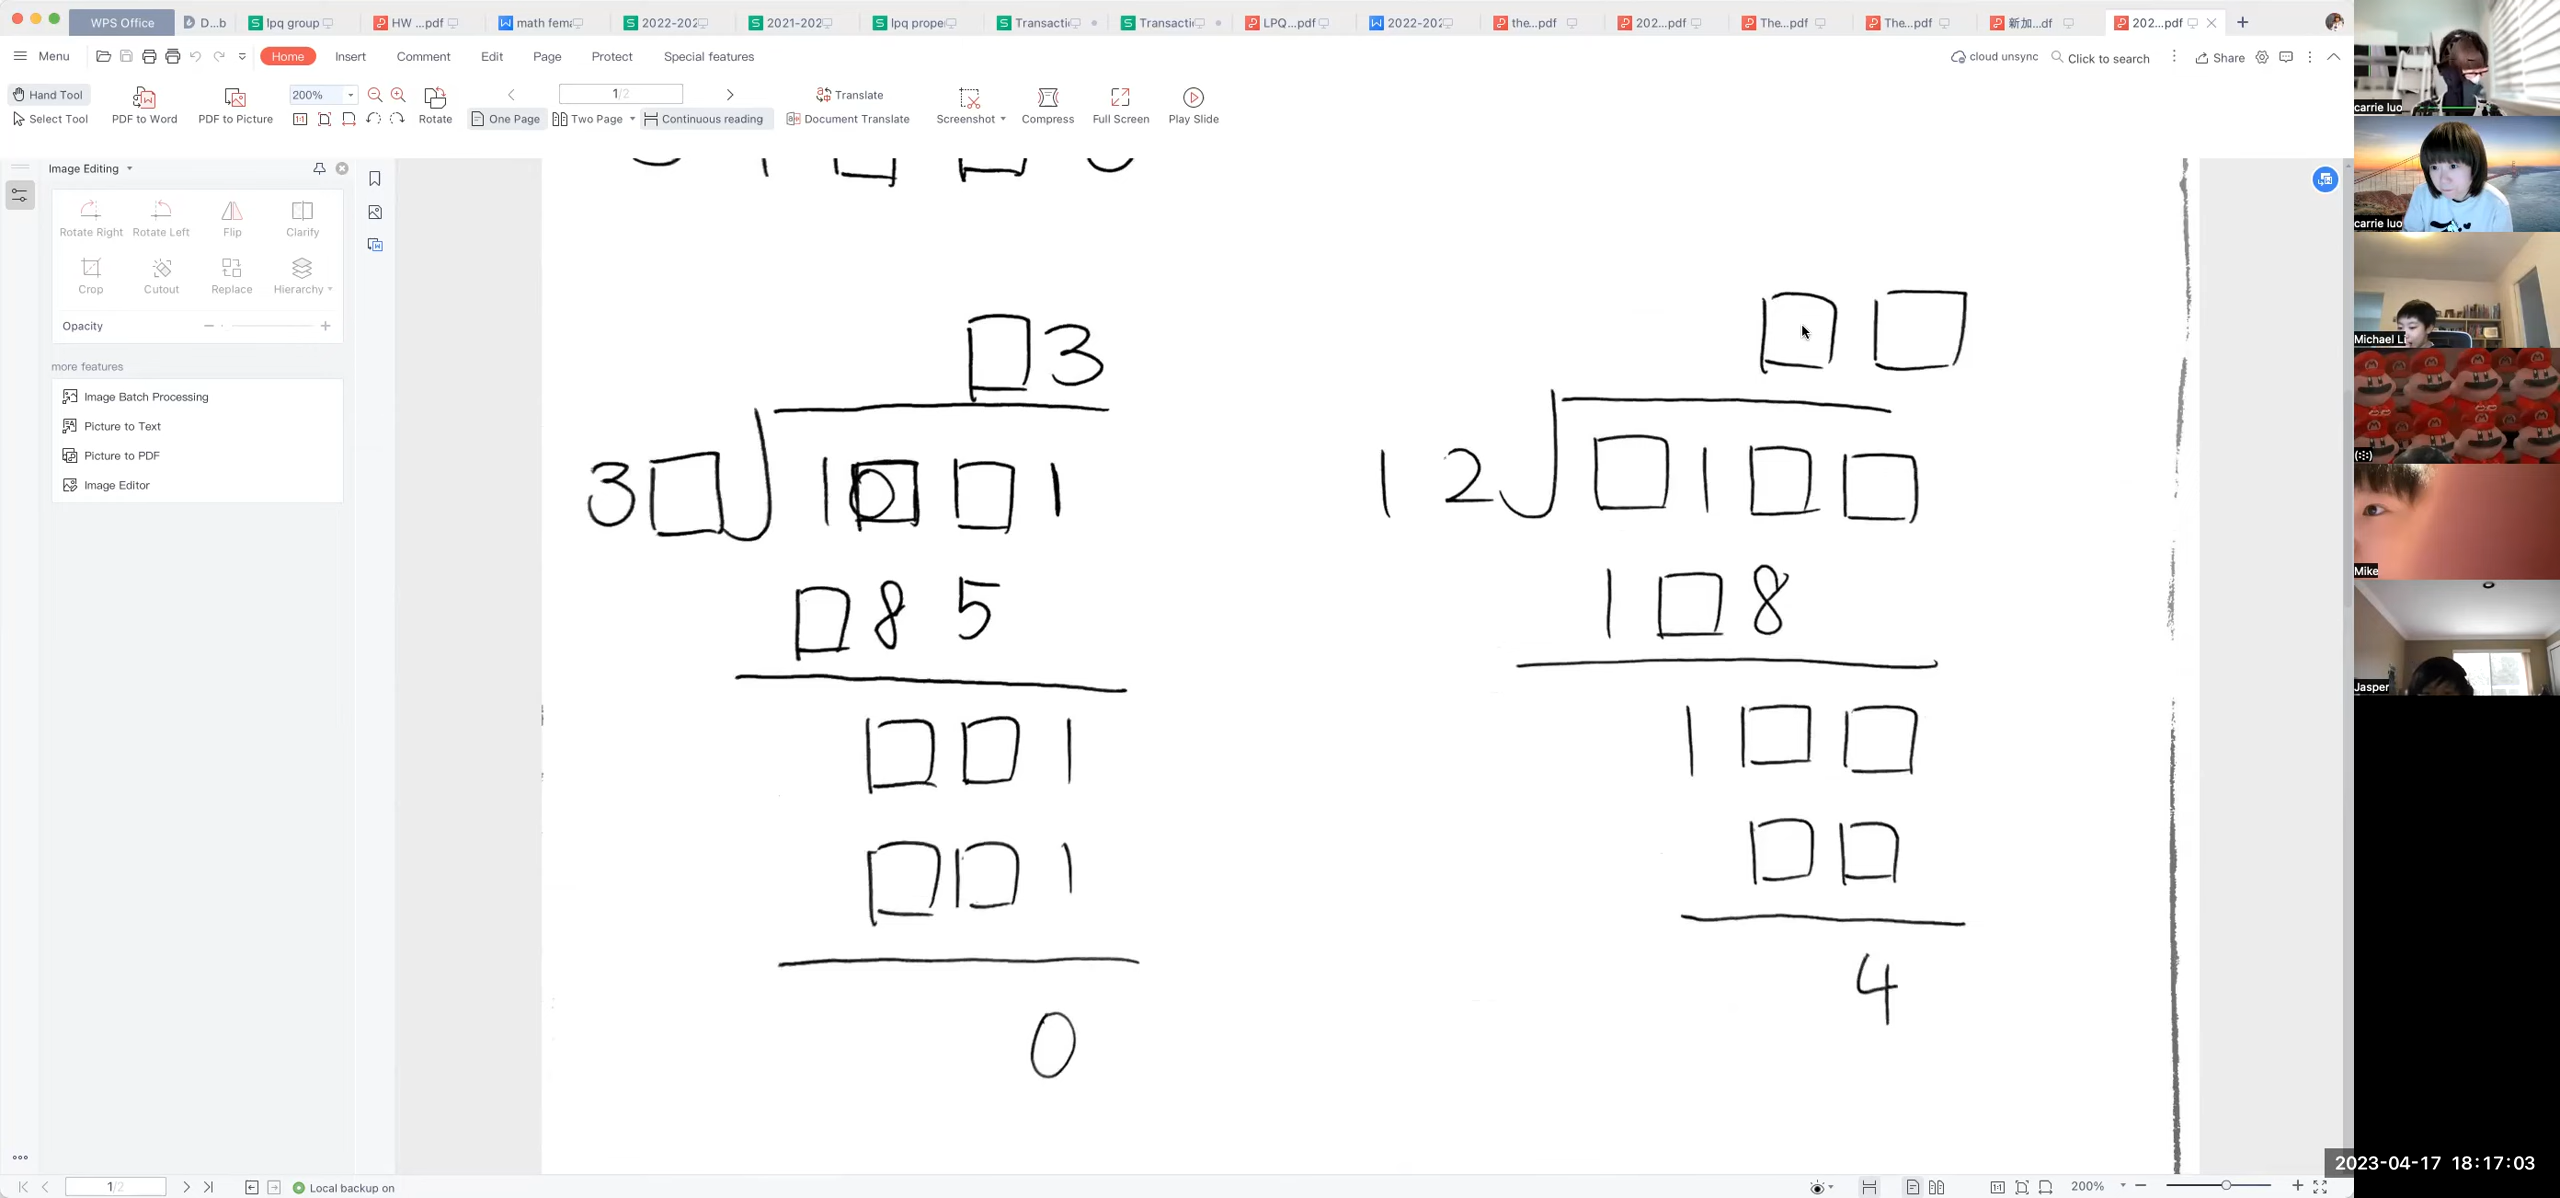 WPS Office D...b lpq group HW ...pdf math fema 2022-202 2021-202 lpq prope Transactic Transactic LPQ...pdf 2022-202 the...pdf 202...pdf The...pdf The...pdf 新加...df 202...pdf
Menu Home Insert Comment Edit Page Protect Special features cloud unsync Click to search Share
Hand Tool 200% 1/2 Translate
Select Tool PDF to Word PDF to Picture Rotate One Page Two Page Continuous reading Document Translate Screenshot Compress Full Screen Play Slide
Image Editing
Rotate Right Rotate Left Flip Clarify
Crop Cutout Replace Hierarchy
Opacity
more features
Image Batch Processing
Picture to Text
Picture to PDF
Image Editor
□ 3
3 □ 1 0 □ 1
□ 8 5
□ □ 1
□ □ 1
0
□ □
1 2 □ 1 □ □
1 □ 8
1 □ □
□ □
4
carrie luo
carrie luo
Michael Li
Mike
Jasper
2023-04-17 18:17:03
1/2 Local backup on 200%